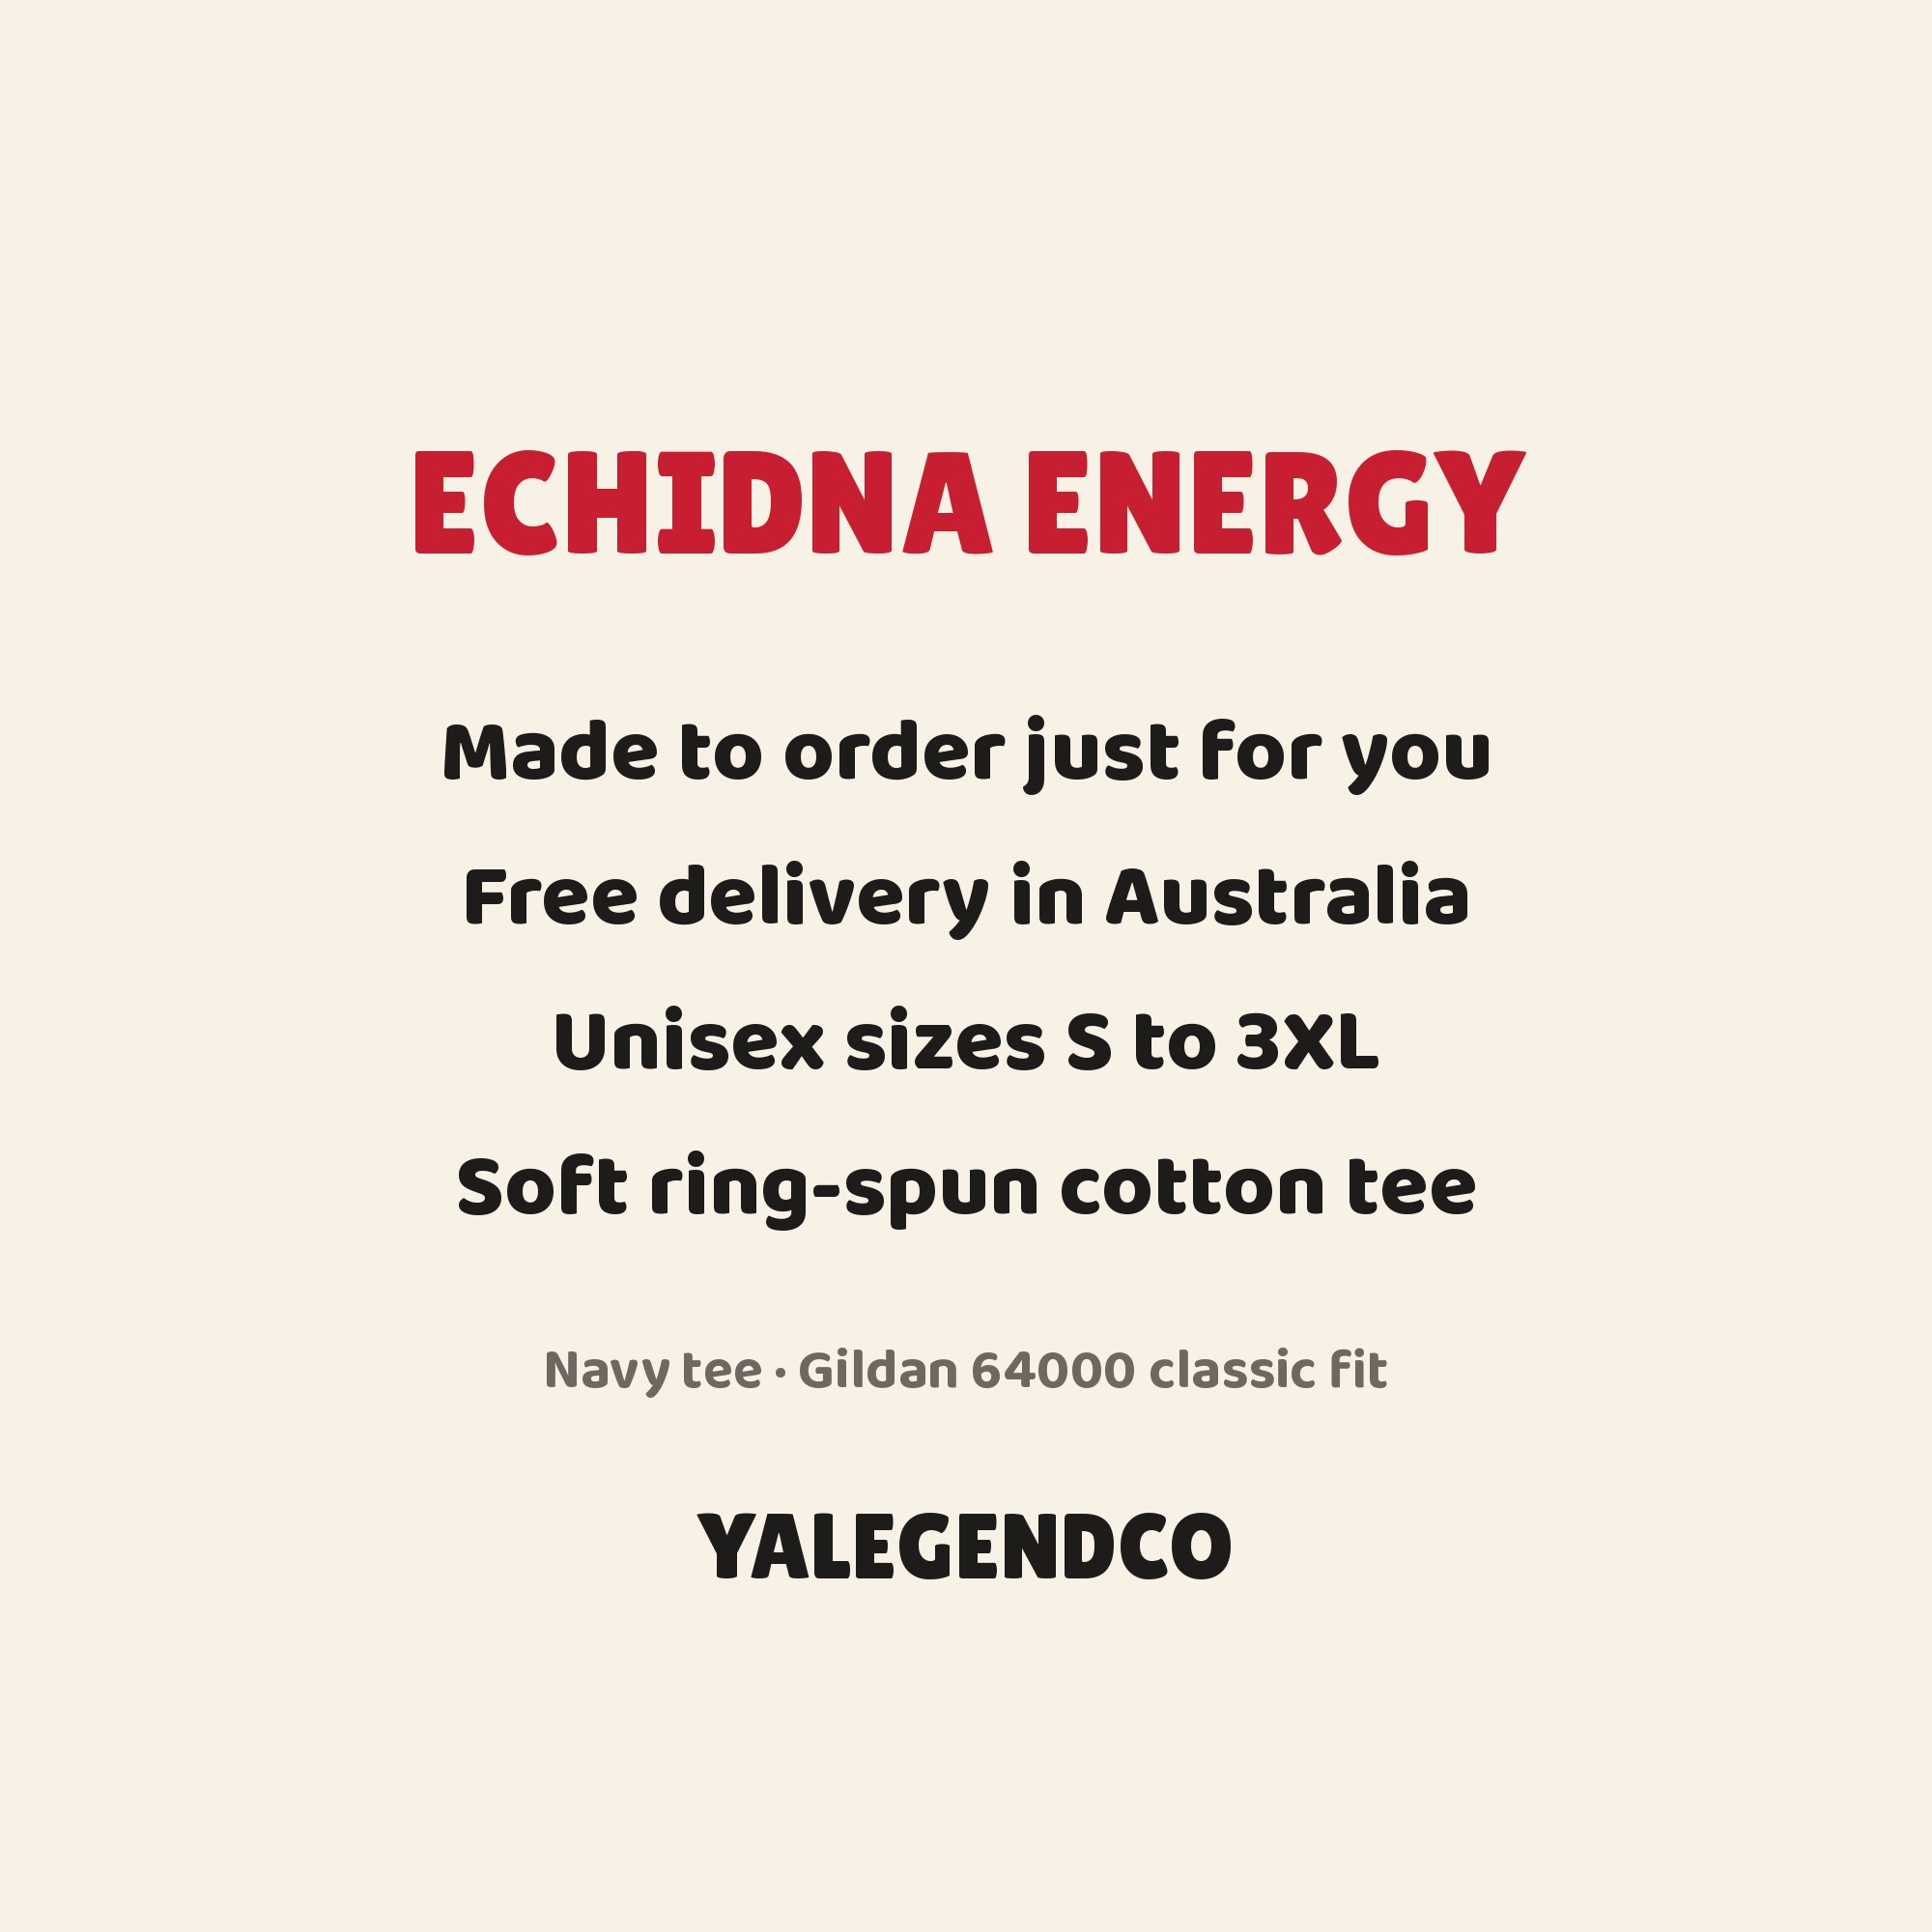 ECHIDNA ENERGY
Made to order just for you
Free delivery in Australia
Unisex sizes S to 3XL
Soft ring-spun cotton tee
Navy tee · Gildan 64000 classic fit
YALEGENDCO